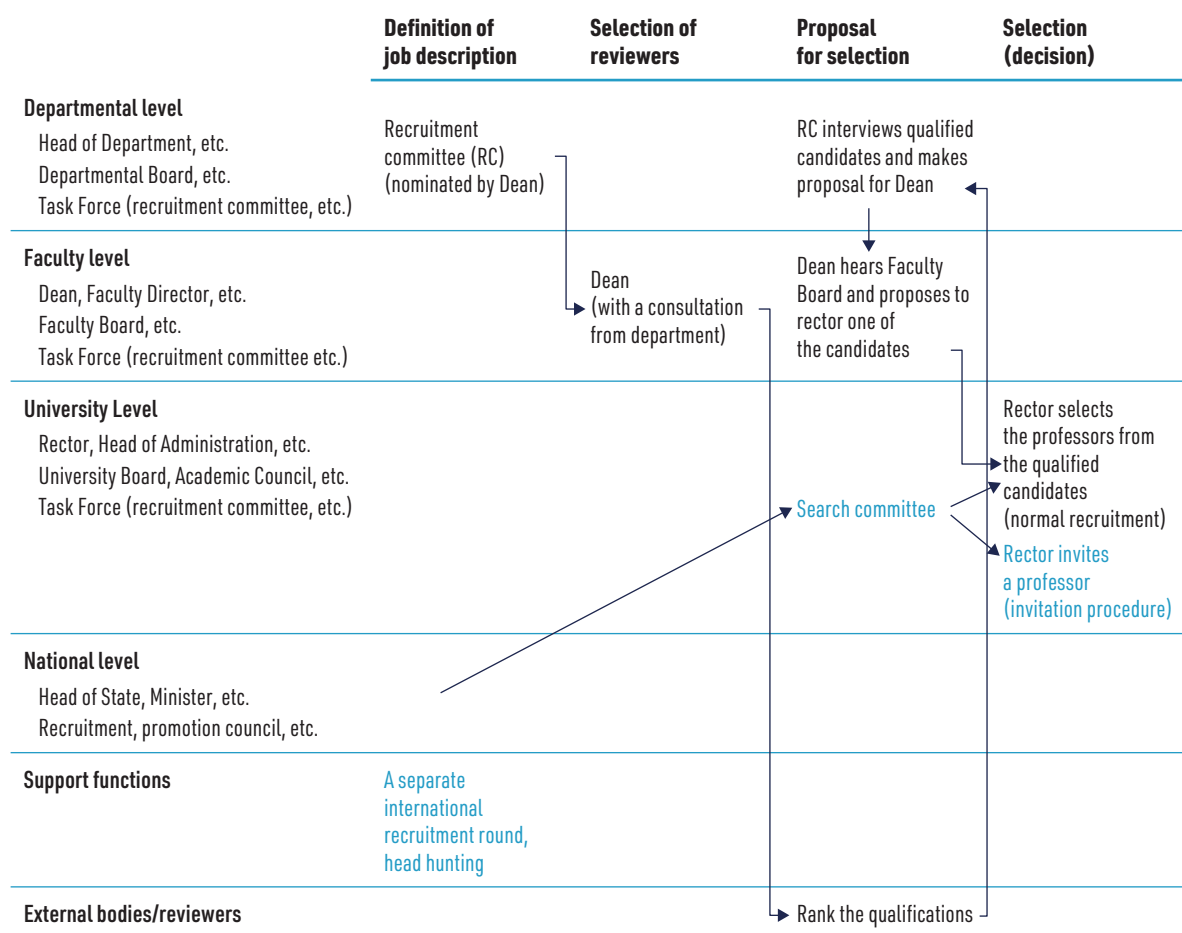 Definition of
job description
Selection of
reviewers
Proposal
for selection
Selection
(decision)
Departmental level
Head of Department, etc.
Departmental Board, etc.
Task Force (recruitment committee, etc.)
Recruitment
committee (RC)
(nominated by Dean)
RC interviews qualified
candidates and makes
proposal for Dean
Faculty level
Dean, Faculty Director, etc.
Faculty Board, etc.
Task Force (recruitment committee etc.)
Dean
(with a consultation
from department)
Dean hears Faculty
Board and proposes to
rector one of
the candidates
University Level
Rector, Head of Administration, etc.
University Board, Academic Council, etc.
Task Force (recruitment committee, etc.)
Search committee
Rector selects
the professors from
the qualified
candidates
(normal recruitment)
Rector invites
a professor
(invitation procedure)
National level
Head of State, Minister, etc.
Recruitment, promotion council, etc.
Support functions
A separate
international
recruitment round,
head hunting
External bodies/reviewers
Rank the qualifications